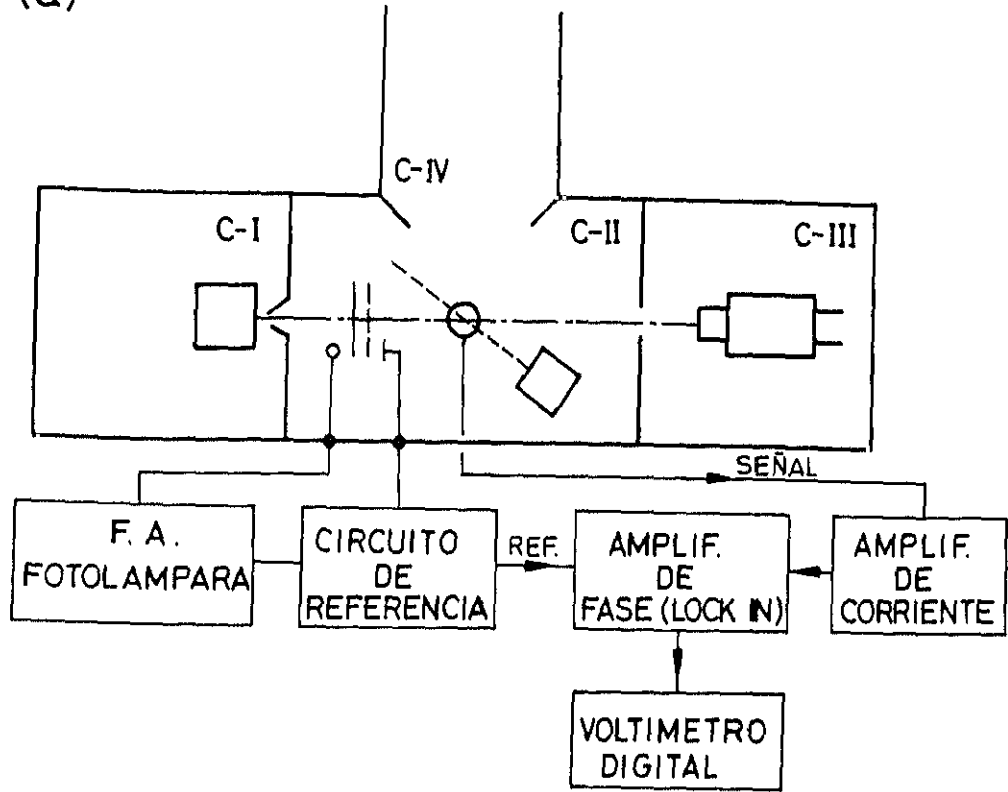 (a)
C-IV
C-I
C-II
C-III
SEÑAL
F. A.
FOTOLAMPARA
CIRCUITO
DE
REFERENCIA
REF.
AMPLIF.
DE
FASE (LOCK IN)
AMPLIF.
DE
CORRIENTE
VOLTIMETRO
DIGITAL